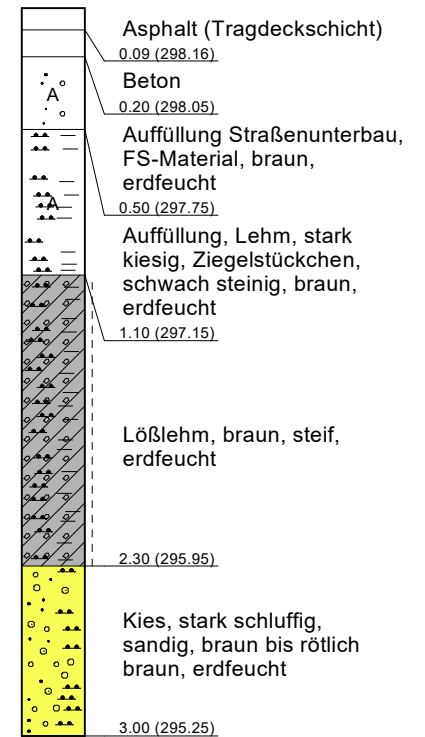 Asphalt (Tragdeckschicht)
0.09 (298.16)
Beton
0.20 (298.05)
A
Auffüllung Straßenunterbau,
FS-Material, braun,
erdfeucht
0.50 (297.75)
A
Auffüllung, Lehm, stark
kiesig, Ziegelstückchen,
schwach steinig, braun,
erdfeucht
1.10 (297.15)
Lößlehm, braun, steif,
erdfeucht
2.30 (295.95)
Kies, stark schluffig,
sandig, braun bis rötlich
braun, erdfeucht
3.00 (295.25)